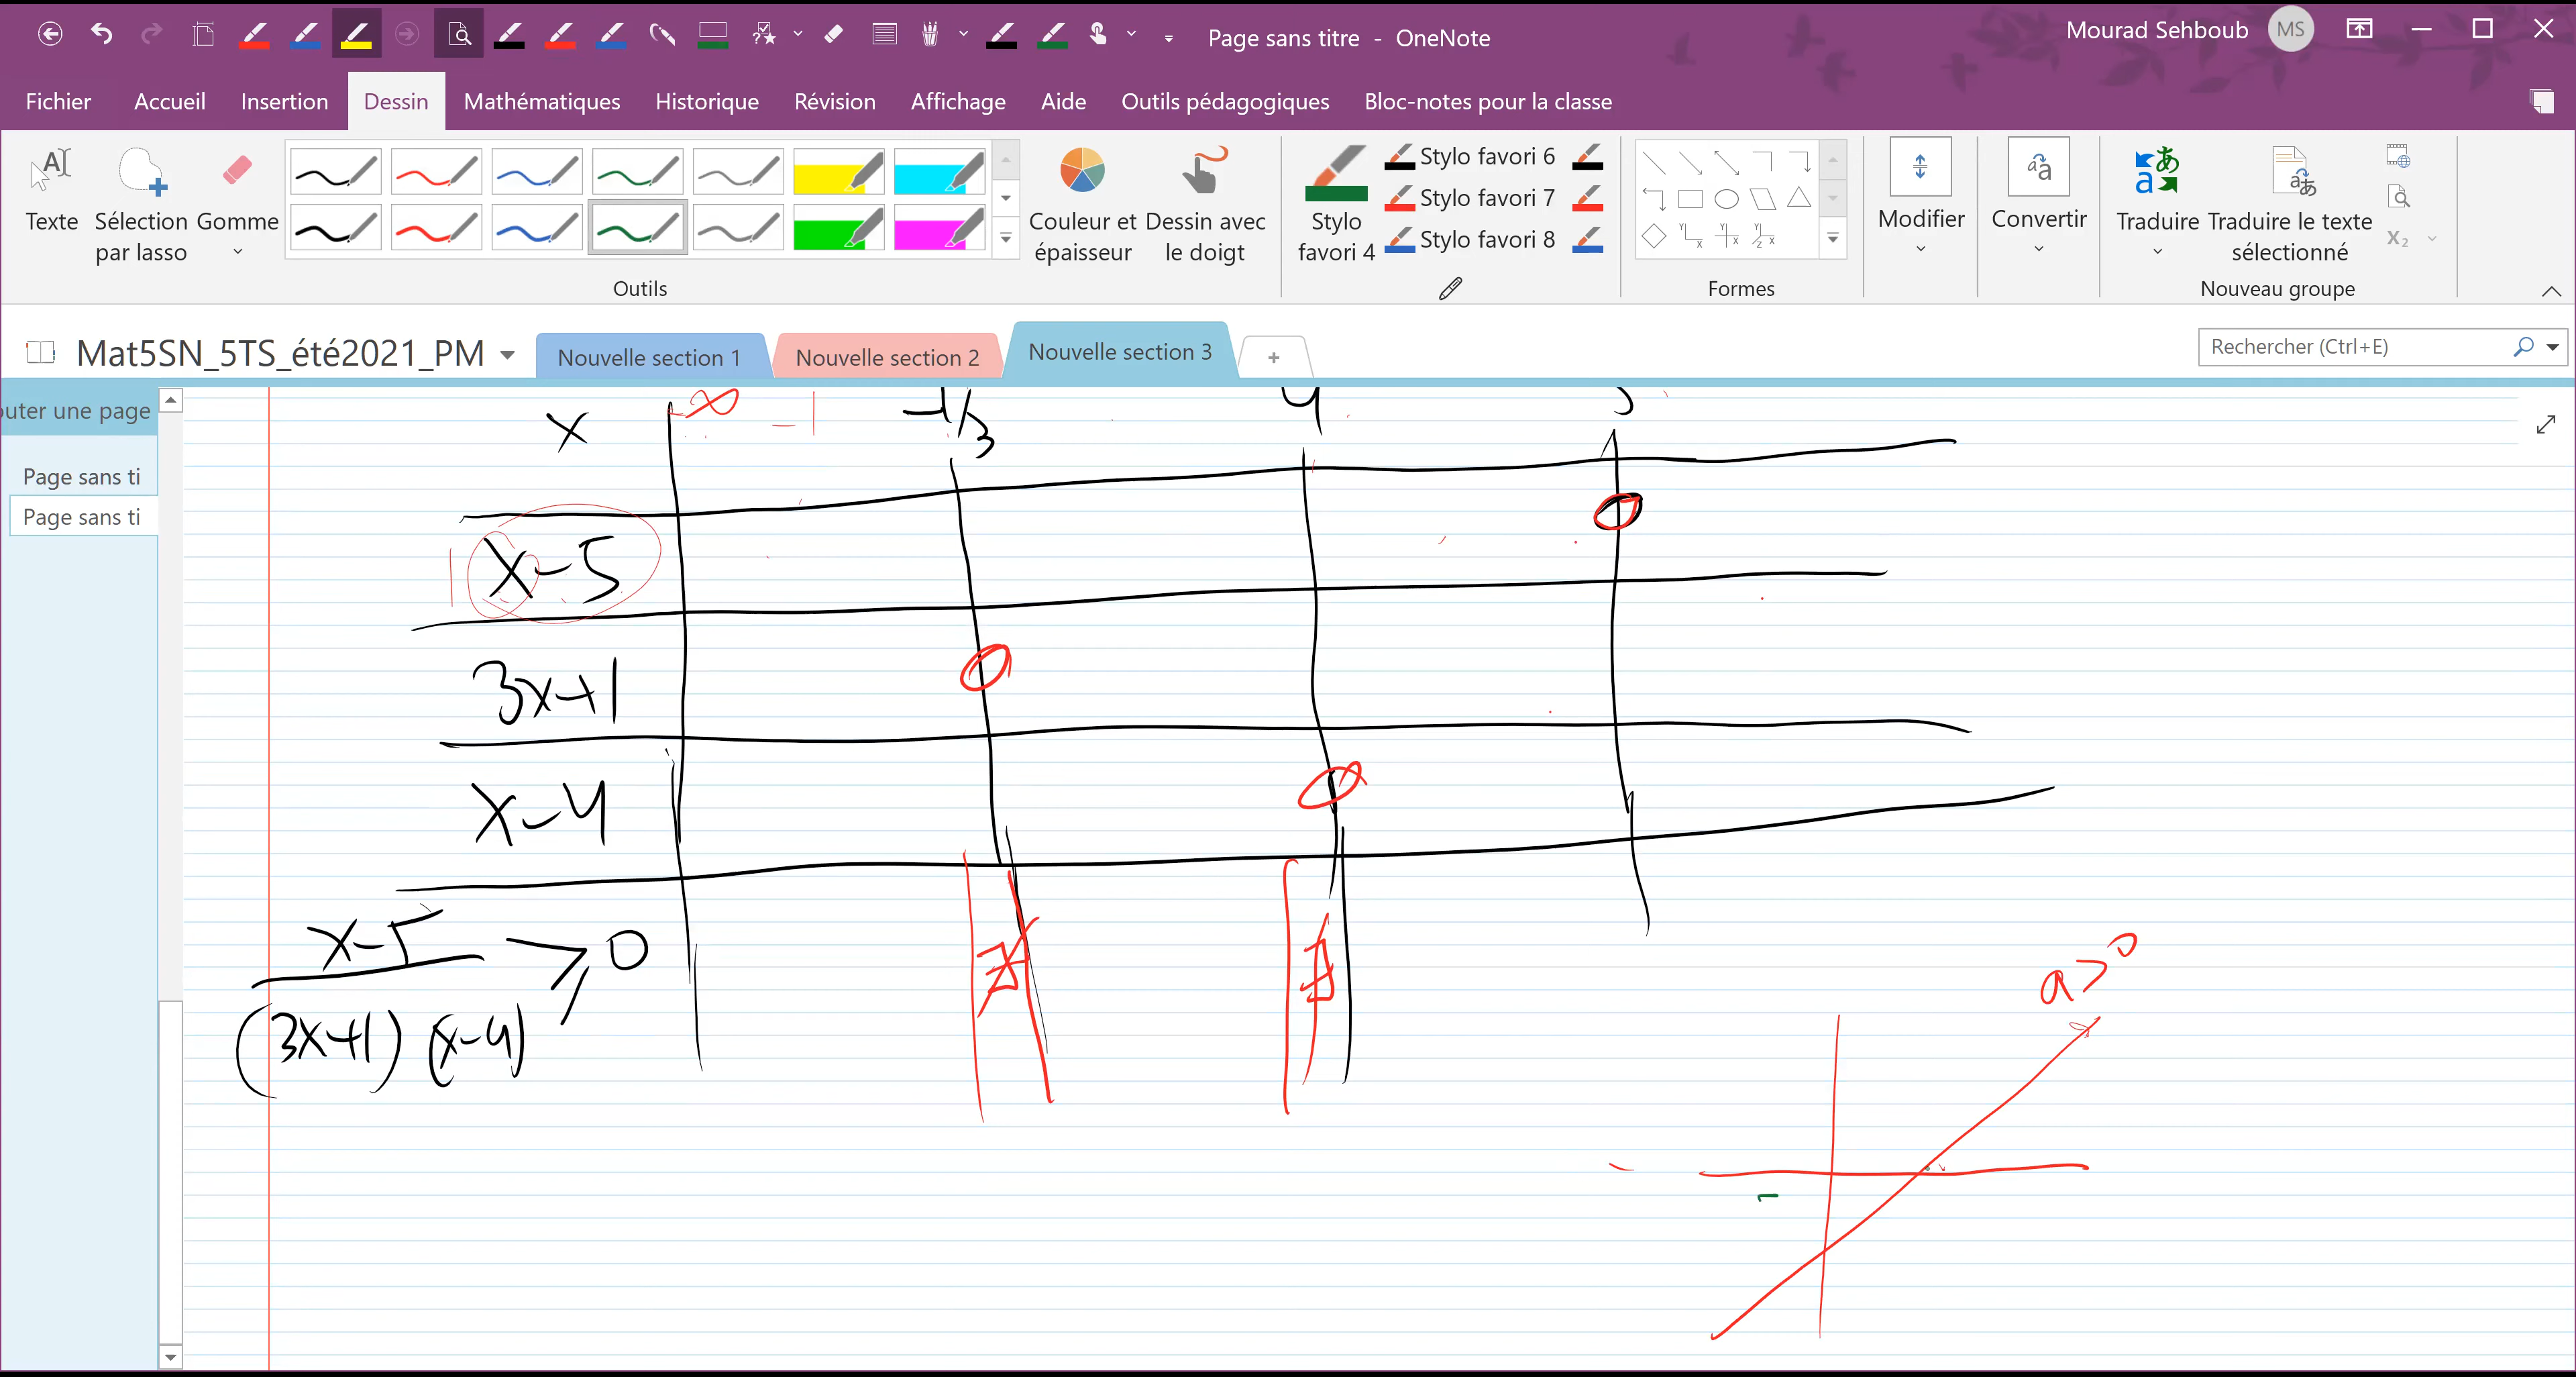 Page sans titre - OneNote
Mourad Sehboub MS
Fichier Accueil Insertion Dessin Mathématiques Historique Révision Affichage Aide Outils pédagogiques Bloc-notes pour la classe
Texte
Sélection par lasso
Gomme
Couleur et épaisseur
Dessin avec le doigt
Outils
Stylo favori 4
Stylo favori 6
Stylo favori 7
Stylo favori 8
Formes
Modifier
Convertir
Traduire
Traduire le texte sélectionné
Nouveau groupe
Mat5SN_5TS_été2021_PM
Nouvelle section 1
Nouvelle section 2
Nouvelle section 3
+
Rechercher (Ctrl+E)
outer une page
Page sans ti
Page sans ti
x -∞ -1 -1/3 4 5
1 x-5 0
3x+1 0
x-4 0
x-5 ≥ 0 ∄ ∄
(3x+1) (x-4)
a>0
-